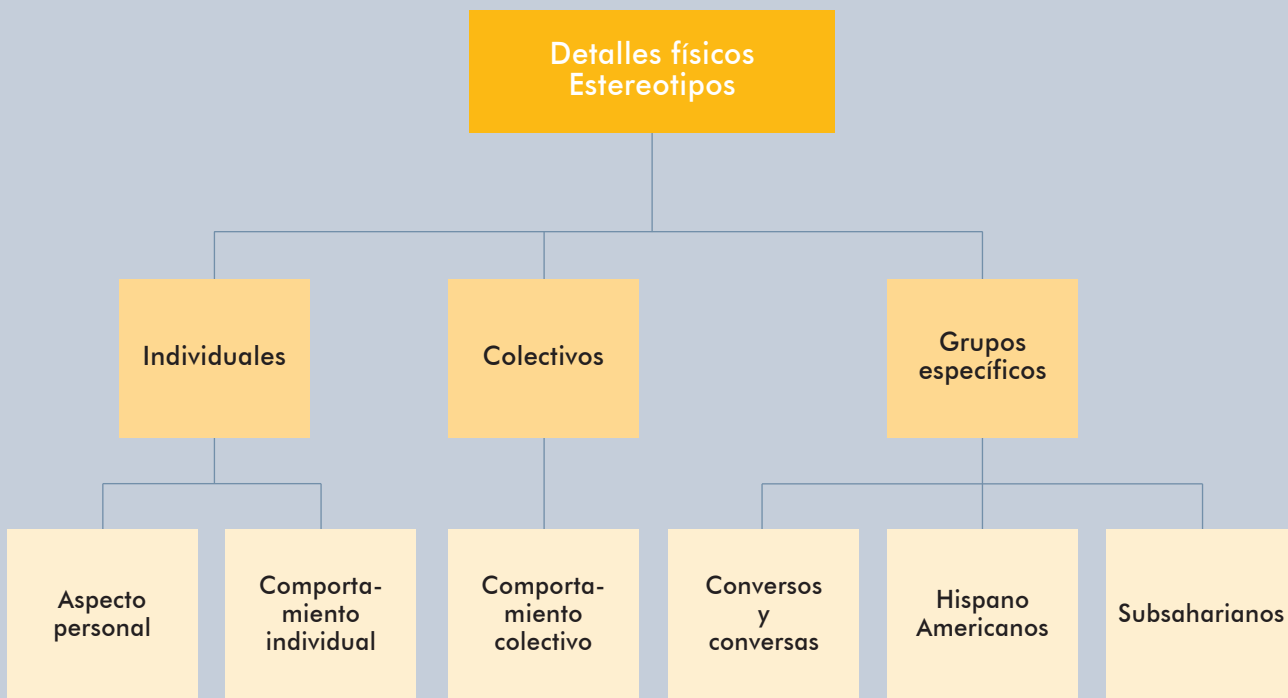 Detalles físicos
Estereotipos
Individuales
Colectivos
Grupos
específicos
Aspecto
personal
Comporta-
miento
individual
Comporta-
miento
colectivo
Conversos
y
conversas
Hispano
Americanos
Subsaharianos